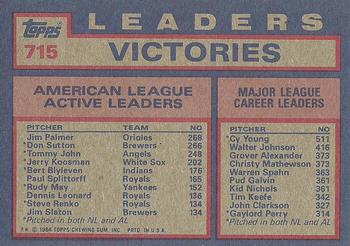 LEADERS
Topps
715
VICTORIES
AMERICAN LEAGUE
ACTIVE LEADERS
PITCHER TEAM NO
Jim Palmer Orioles 268
*Don Sutton Brewers* 266
*Tommy John Angels 248
*Jerry Koosman White Sox 202
*Bert Blyleven Indians 176
Paul Splittorff Royals 165
*Rudy May Yankees 152
Dennis Leonard Royals 136
*Steve Renko Royals 134
Jim Slaton Brewers 134
*Pitched in both NL and AL
MAJOR LEAGUE
CAREER LEADERS
PITCHER NO
*Cy Young 511
Walter Johnson 416
Grover Alexander 373
Christy Mathewson 373
Warren Spahn 363
Pud Galvin 361
Kid Nichols 361
Tim Keefe 342
John Clarkson 327
*Gaylord Perry 314
*Pitched in both NL and AL
© 1984 TOPPS CHEWING GUM, INC. PRTD IN U.S.A.